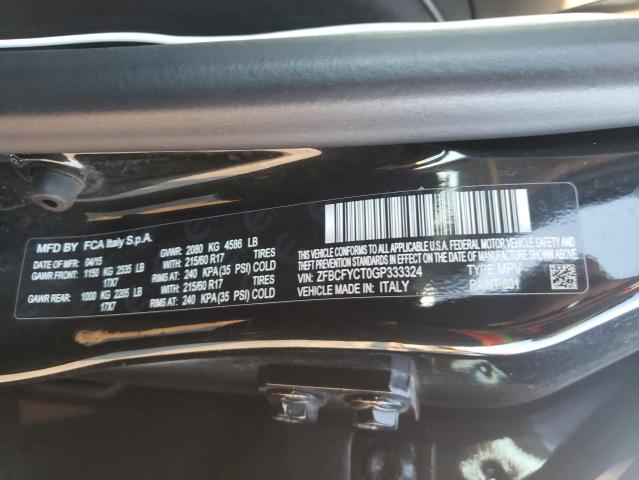 MFD BY FCA Italy S.p.A.
DATE OF MFR 04/15 GVWR: 2080 KG 4586 LB
GAWR FRONT: 1150 KG 2535 LB WITH: 215/60 R17 TIRES
17X7 RIMS AT: 240 KPA(35 PSI) COLD
GAWR REAR: 1000 KG 2205 LB WITH: 215/60 R17 TIRES
17X7 RIMS AT: 240 KPA(35 PSI) COLD
THIS VEHICLE CONFORMS TO ALL APPLICABLE U.S.A. FEDERAL MOTOR VEHICLE SAFETY, BUMPER AND THEFT PREVENTION STANDARDS IN EFFECT ON THE DATE OF MANUFACTURE SHOWN ABOVE
VIN: ZFBCFYCT0GP333324 TYPE MPV
VEHICLE MADE IN: ITALY PAINT: 601